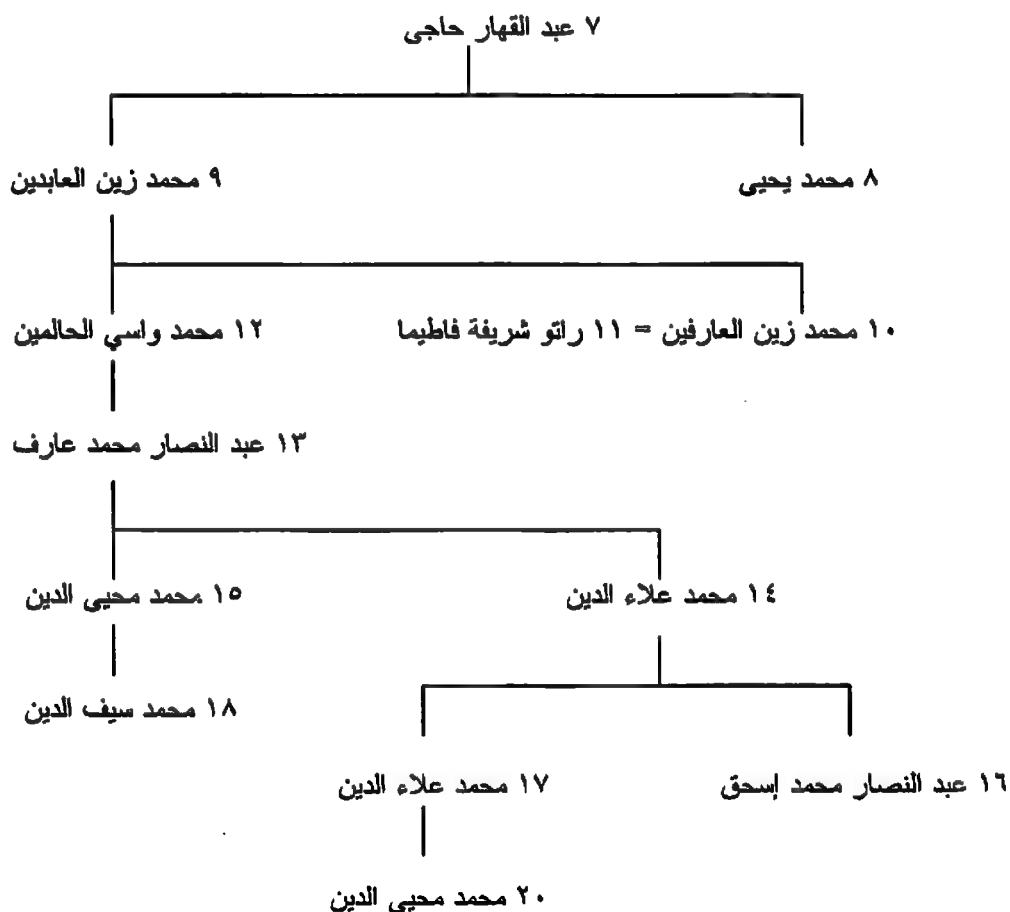 ٧ عبد القهار حاجى
٨ محمد يحيى
٩ محمد زين العابدين
١٠ محمد زين العارفين = ١١ راتو شريفة فاطيما
١٢ محمد واسي الحالمين
١٣ عبد النصار محمد عارف
١٤ محمد علاء الدين
١٥ محمد محيى الدين
١٨ محمد سيف الدين
١٦ عبد النصار محمد إسحق
١٧ محمد علاء الدين
٢٠ محمد محيى الدين